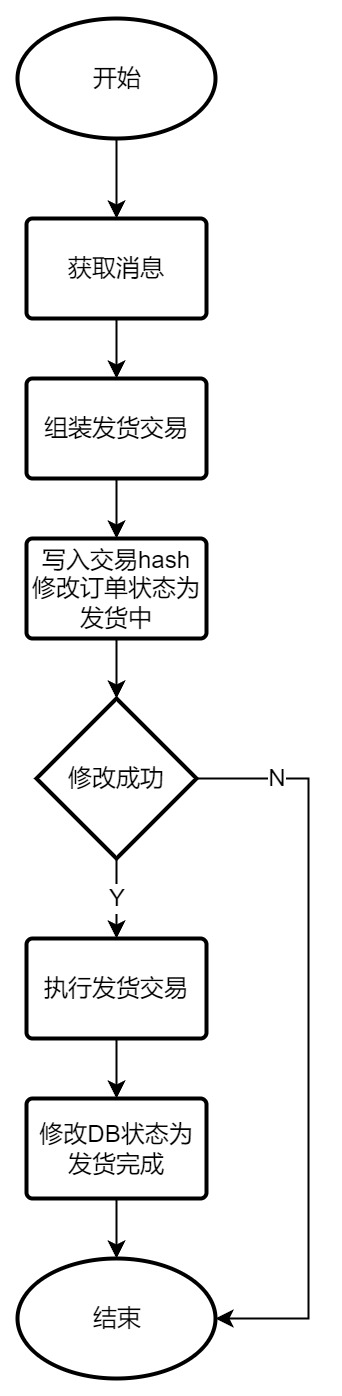 开始
获取消息
组装发货交易
写入交易hash
修改订单状态为
发货中
修改成功
N
Y
执行发货交易
修改DB状态为
发货完成
结束